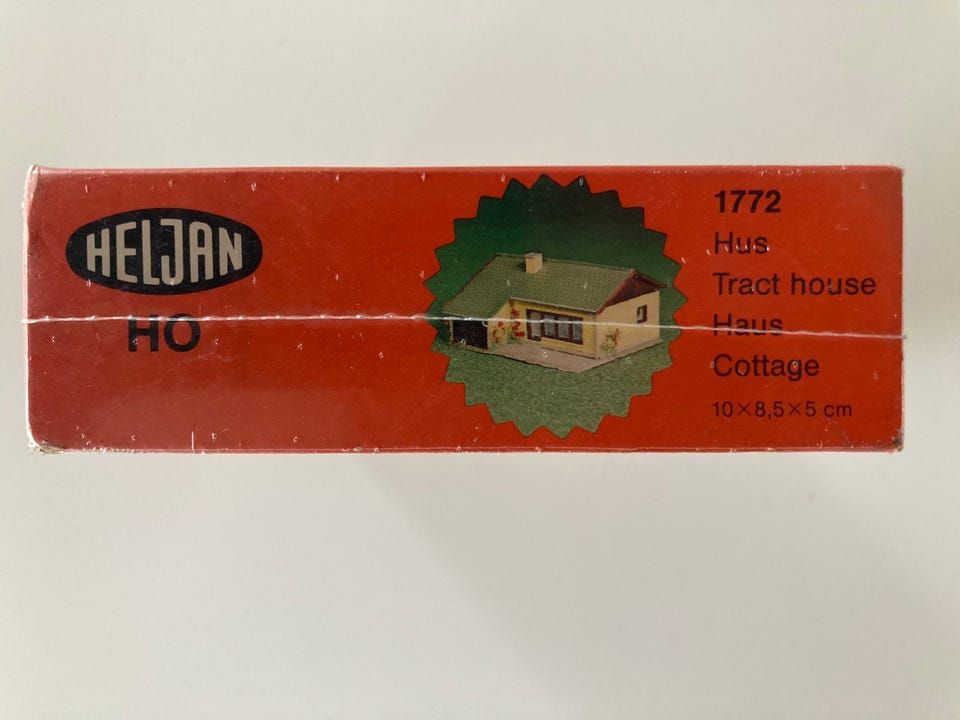 HELJAN
HO
1772
Hus
Tract house
Haus
Cottage
10×8,5×5 cm